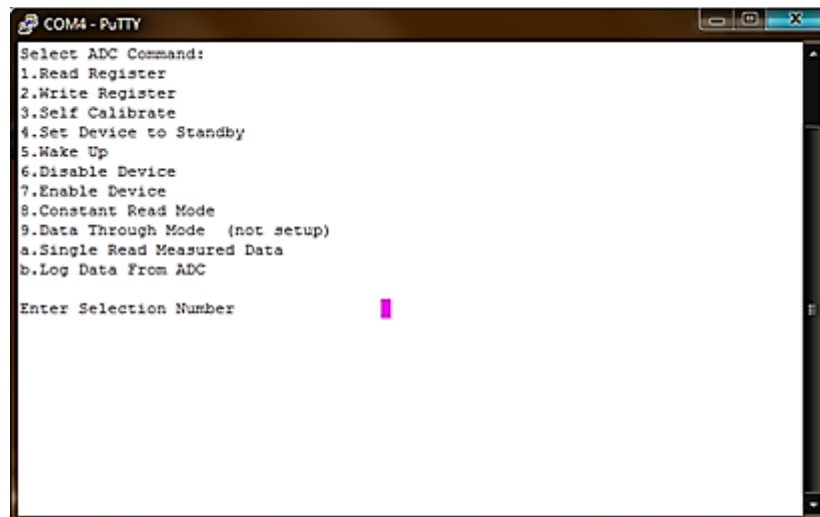 COM4 - PuTTY
Select ADC Command:
1.Read Register
2.Write Register
3.Self Calibrate
4.Set Device to Standby
5.Wake Up
6.Disable Device
7.Enable Device
8.Constant Read Mode
9.Data Through Mode  (not setup)
a.Single Read Measured Data
b.Log Data From ADC
Enter Selection Number